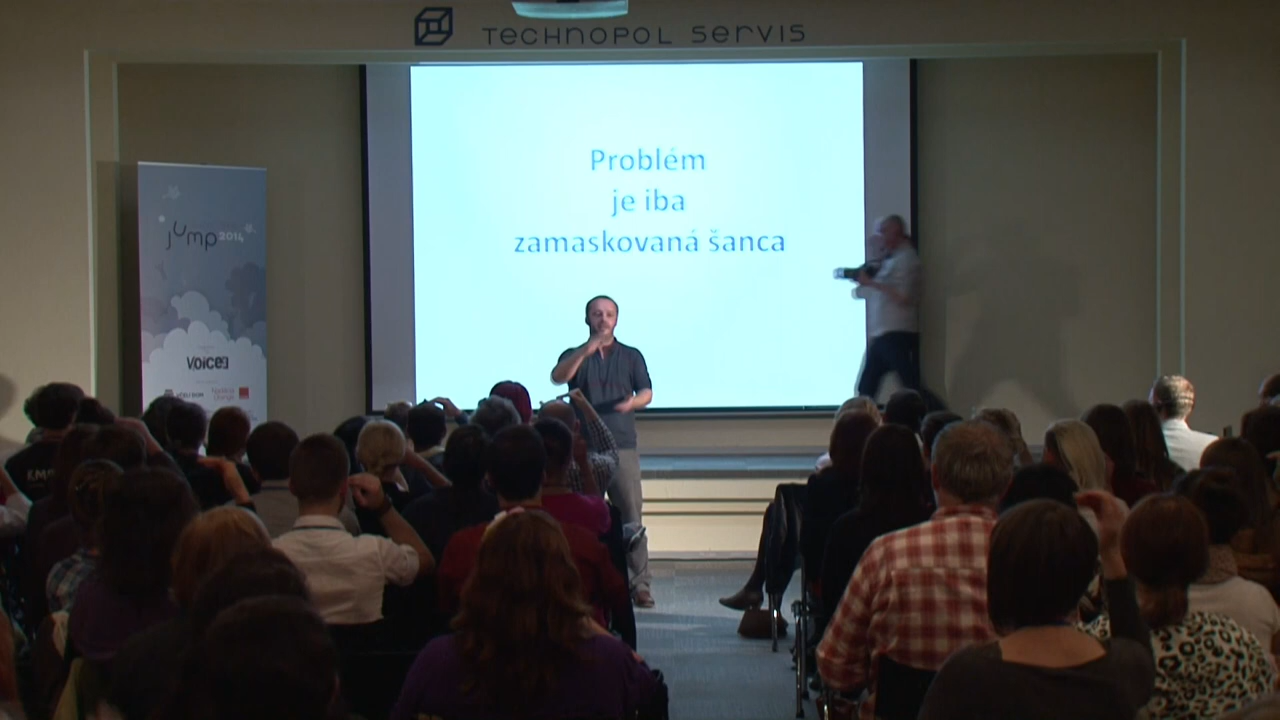 TECHNOPOL SERVIS
Problém
je iba
zamaskovaná šanca
jump 2014
VOICE